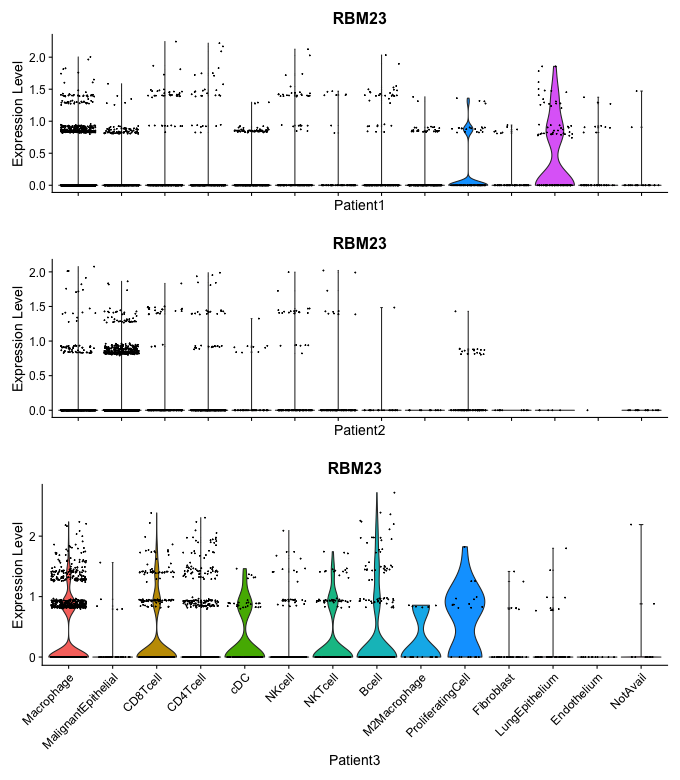 RBM23
Expression Level
2.0
1.5
1.0
0.5
0.0
Patient1
RBM23
Expression Level
2.0
1.5
1.0
0.5
0.0
Patient2
RBM23
Expression Level
2
1
0
Macrophage
MalignantEpithelial
CD8Tcell
CD4Tcell
cDC
NKcell
NKTcell
Bcell
M2Macrophage
ProliferatingCell
Fibroblast
LungEpithelium
Endothelium
NotAvail
Patient3